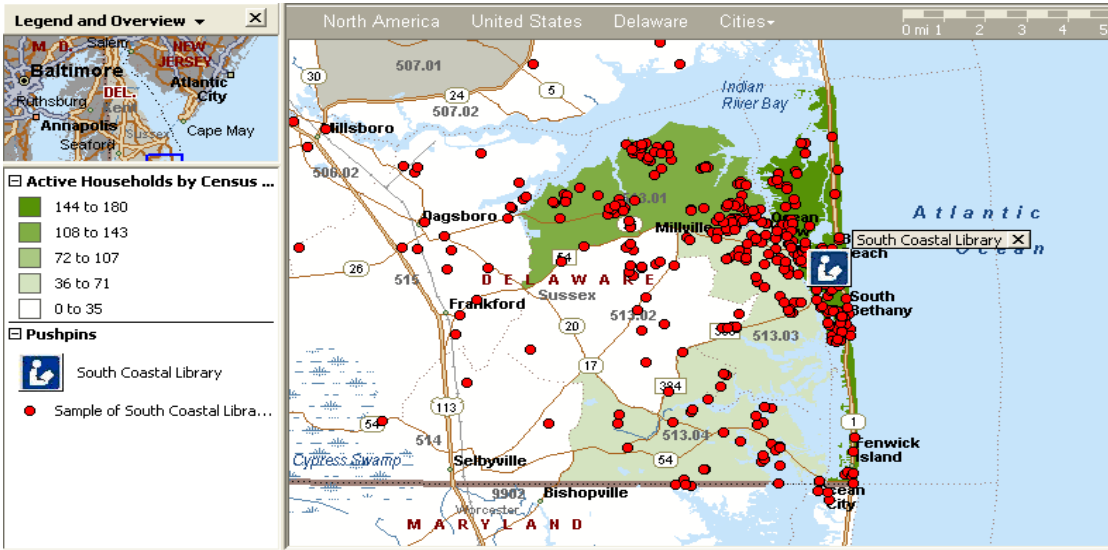 Legend and Overview
North America United States Delaware Cities
0 mi 1 2 3 4 5
M. D. Salem NEW
JERSEY
Baltimore
Atlantic
City
DEL.
Ruthsburg Kent
Annapolis Sussex Cape May
Seaford
Active Households by Census ...
144 to 180
108 to 143
72 to 107
36 to 71
0 to 35
Pushpins
South Coastal Library
Sample of South Coastal Libra...
507.01
30
24
5
507.02
Indian
River Bay
Millsboro
506.02
Dagsboro
Millville
Ocean
Atlantic
Ocean
South Coastal Library
54
26
515
DELAWARE
Sussex
Frankford
South
Bethany
20
513.02
513.03
17
384
113
54
514
513.04
1
54
Fenwick
Island
Cypress Swamp
Selbyville
9902
Bishopville
Ocean
City
Worcester
MARYLAND